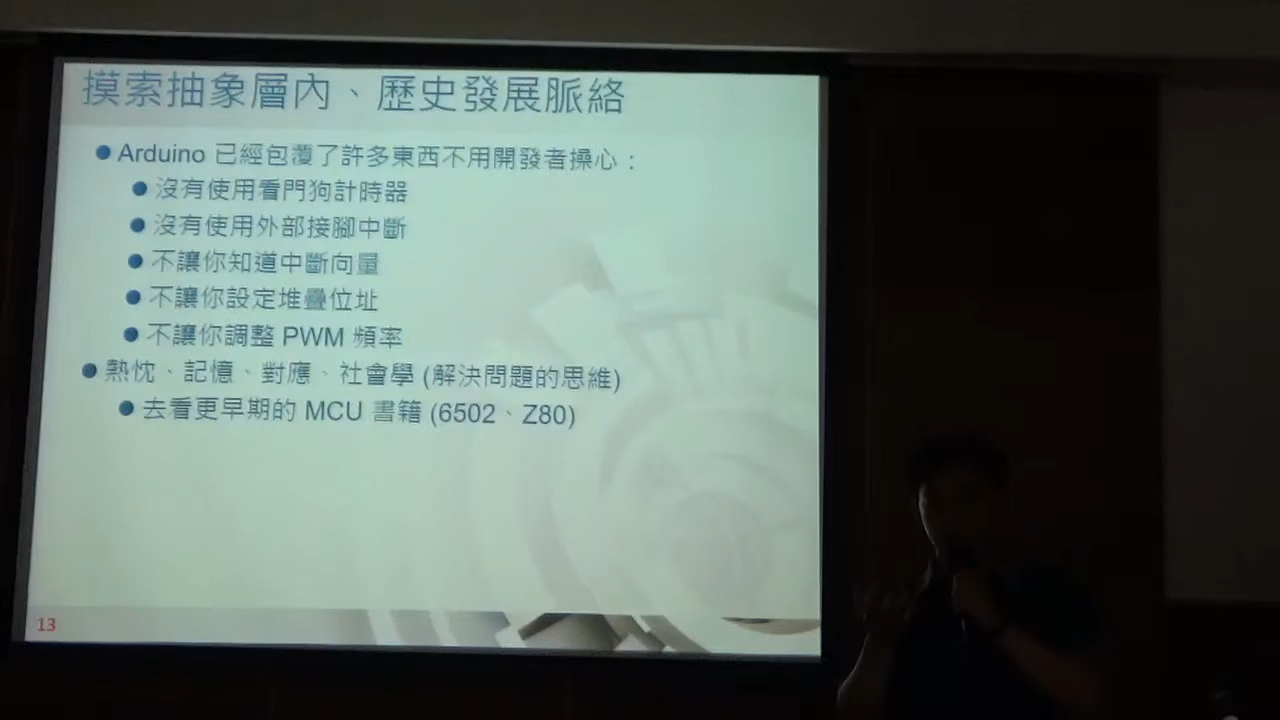 摸索抽象層內、歷史發展脈絡
Arduino 已經包覆了許多東西不用開發者操心：
沒有使用看門狗計時器
沒有使用外部接腳中斷
不讓你知道中斷向量
不讓你設定堆疊位址
不讓你調整 PWM 頻率
熱忱、記憶、對應、社會學 (解決問題的思維)
去看更早期的 MCU 書籍 (6502、Z80)
13